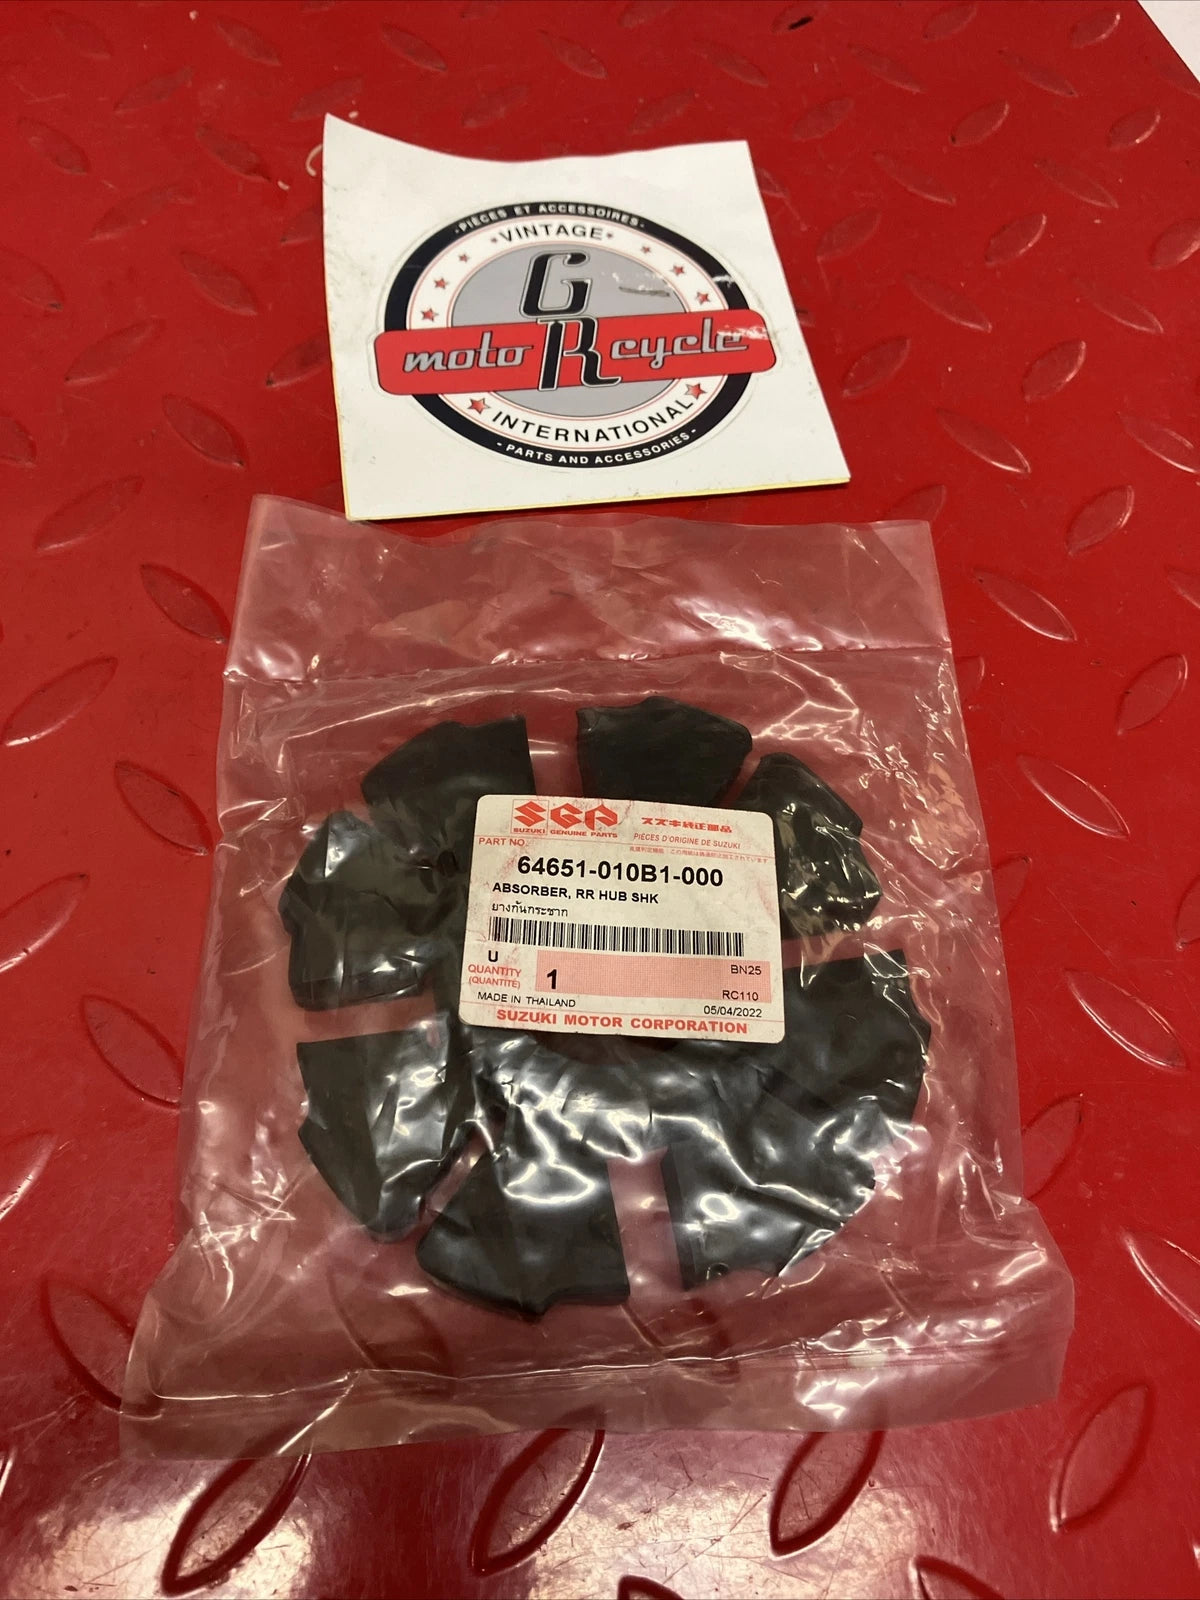 - PIÈCES ET ACCESSOIRES -
VINTAGE
GR
moto cycle
INTERNATIONAL
- PARTS AND ACCESSORIES -
SGP
SUZUKI GENUINE PARTS
スズキ純正部品
PIÈCES D'ORIGINE DE SUZUKI
PART NO.
64651-010B1-000
ABSORBER, RR HUB SHK
ยางกันกระชาก
U
QUANTITY
(QUANTITÉ)
1
BN25
RC110
MADE IN THAILAND
05/04/2022
SUZUKI MOTOR CORPORATION